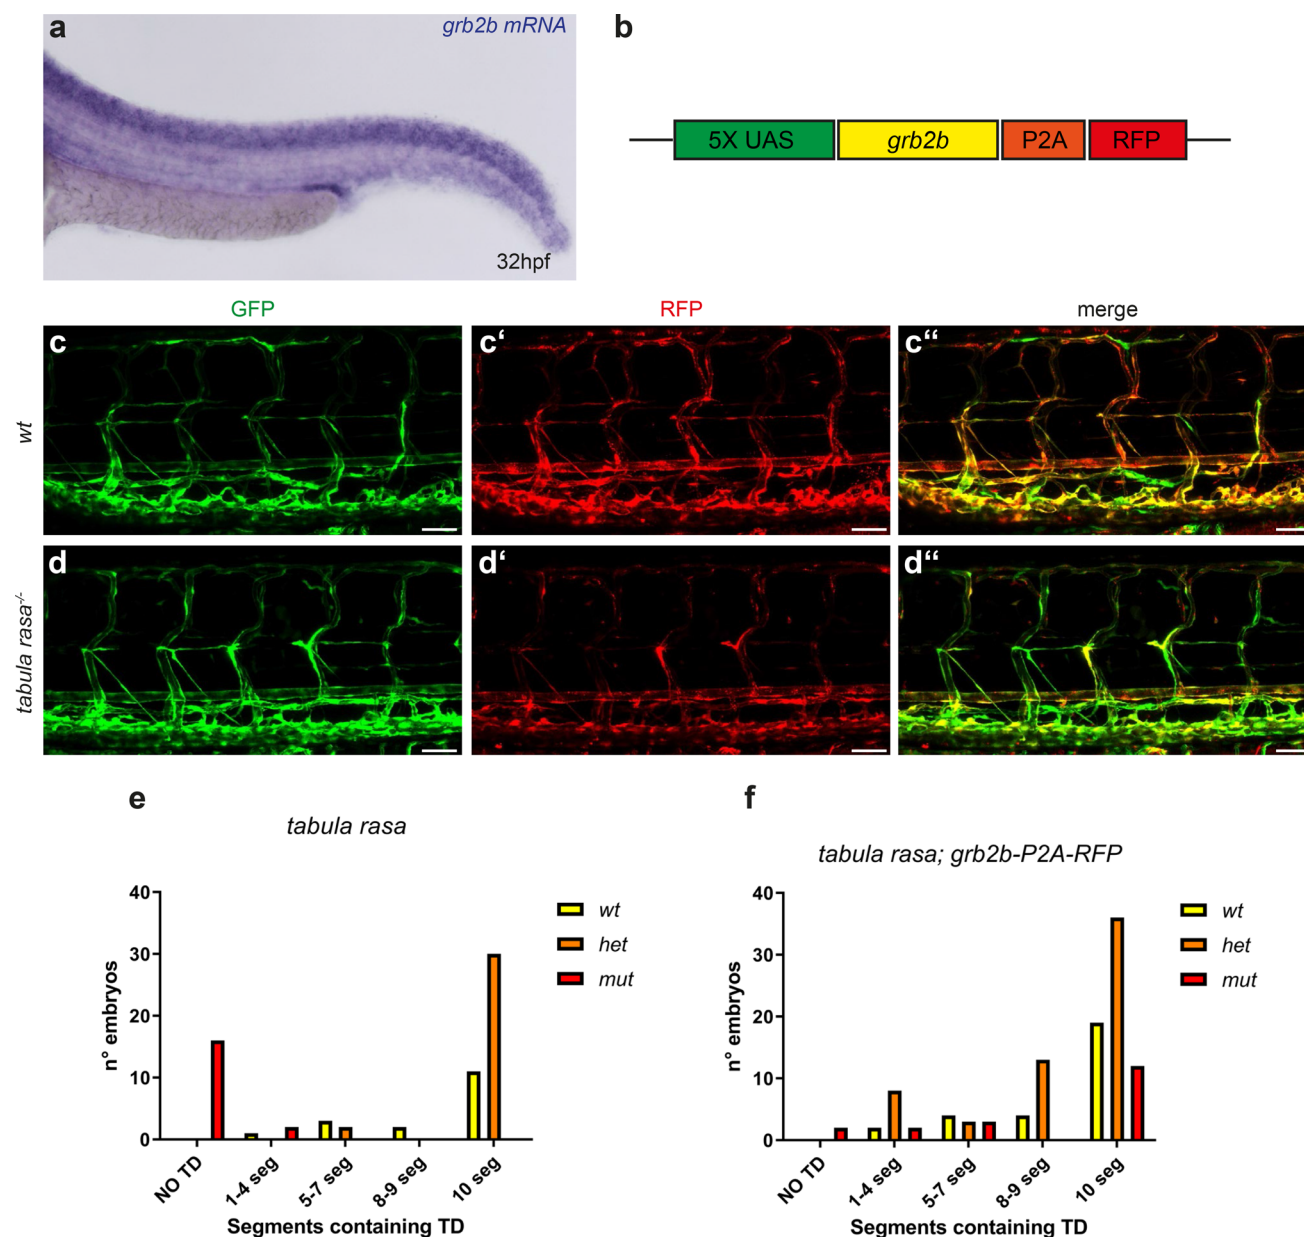 a
grb2b mRNA
32hpf
b
5X UAS
grb2b
P2A
RFP
GFP
RFP
merge
wt
c
c'
c"
tabula rasa-/-
d
d'
d"
e
tabula rasa
n° embryos
40
30
20
10
0
NO TD
1-4 seg
5-7 seg
8-9 seg
10 seg
Segments containing TD
wt
het
mut
f
tabula rasa; grb2b-P2A-RFP
n° embryos
40
30
20
10
0
NO TD
1-4 seg
5-7 seg
8-9 seg
10 seg
Segments containing TD
wt
het
mut